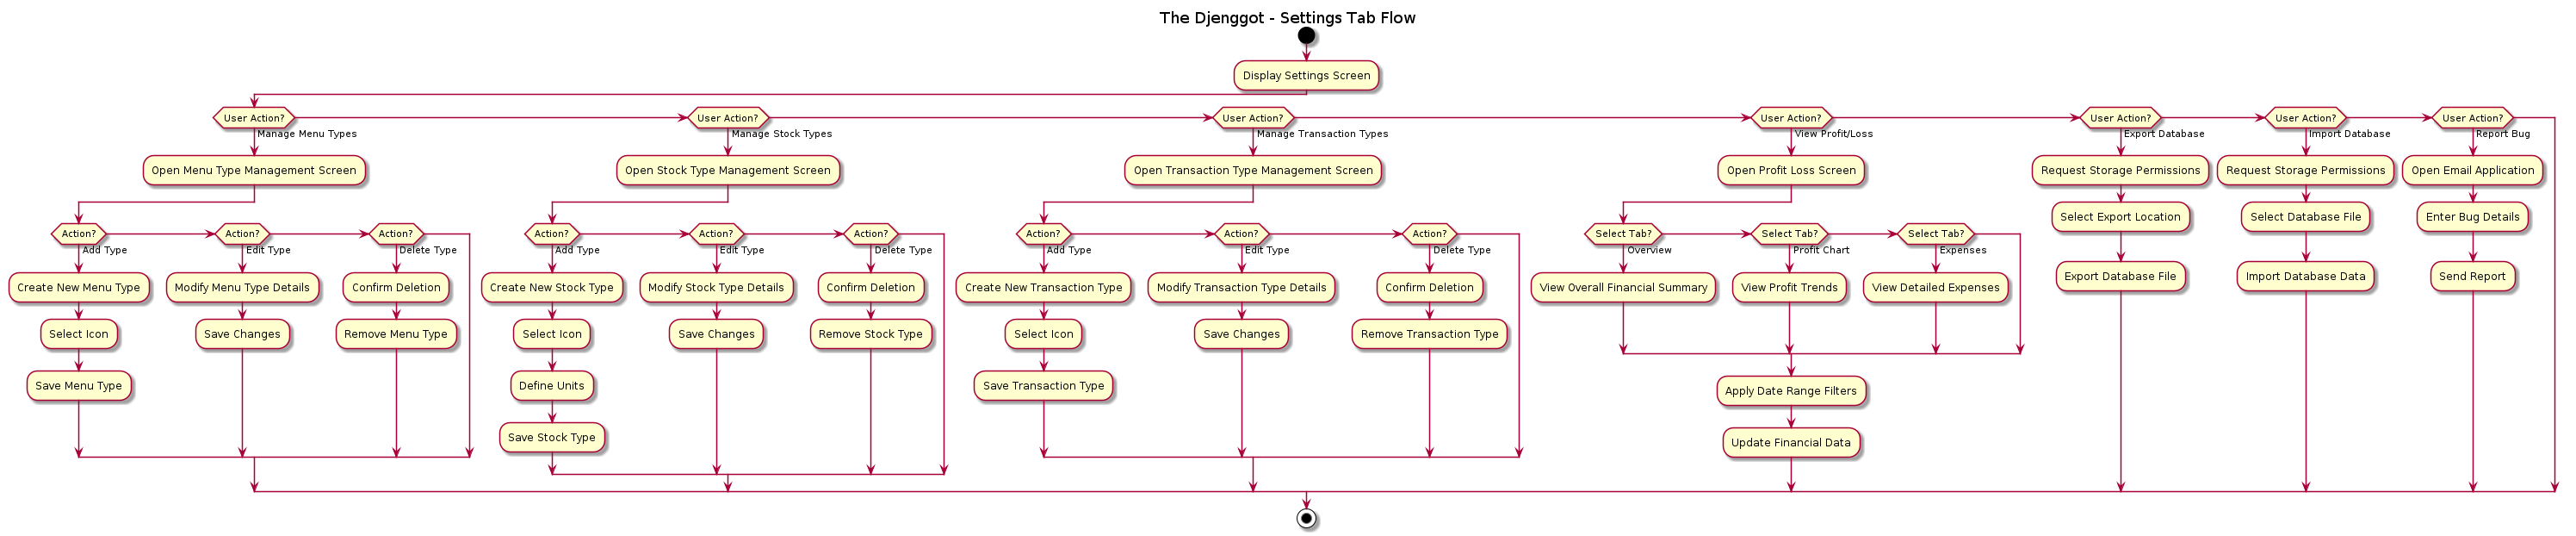 The Djenggot - Settings Tab Flow
Display Settings Screen
User Action?
Manage Menu Types
User Action?
Manage Stock Types
User Action?
Manage Transaction Types
User Action?
View Profit/Loss
User Action?
Export Database
User Action?
Import Database
User Action?
Report Bug
Open Menu Type Management Screen
Action?
Add Type
Create New Menu Type
Select Icon
Save Menu Type
Action?
Edit Type
Modify Menu Type Details
Save Changes
Action?
Delete Type
Confirm Deletion
Remove Menu Type
Open Stock Type Management Screen
Action?
Add Type
Create New Stock Type
Select Icon
Define Units
Save Stock Type
Action?
Edit Type
Modify Stock Type Details
Save Changes
Action?
Delete Type
Confirm Deletion
Remove Stock Type
Open Transaction Type Management Screen
Action?
Add Type
Create New Transaction Type
Select Icon
Save Transaction Type
Action?
Edit Type
Modify Transaction Type Details
Save Changes
Action?
Delete Type
Confirm Deletion
Remove Transaction Type
Open Profit Loss Screen
Select Tab?
Overview
View Overall Financial Summary
Select Tab?
Profit Chart
View Profit Trends
Select Tab?
Expenses
View Detailed Expenses
Apply Date Range Filters
Update Financial Data
Request Storage Permissions
Select Export Location
Export Database File
Request Storage Permissions
Select Database File
Import Database Data
Open Email Application
Enter Bug Details
Send Report